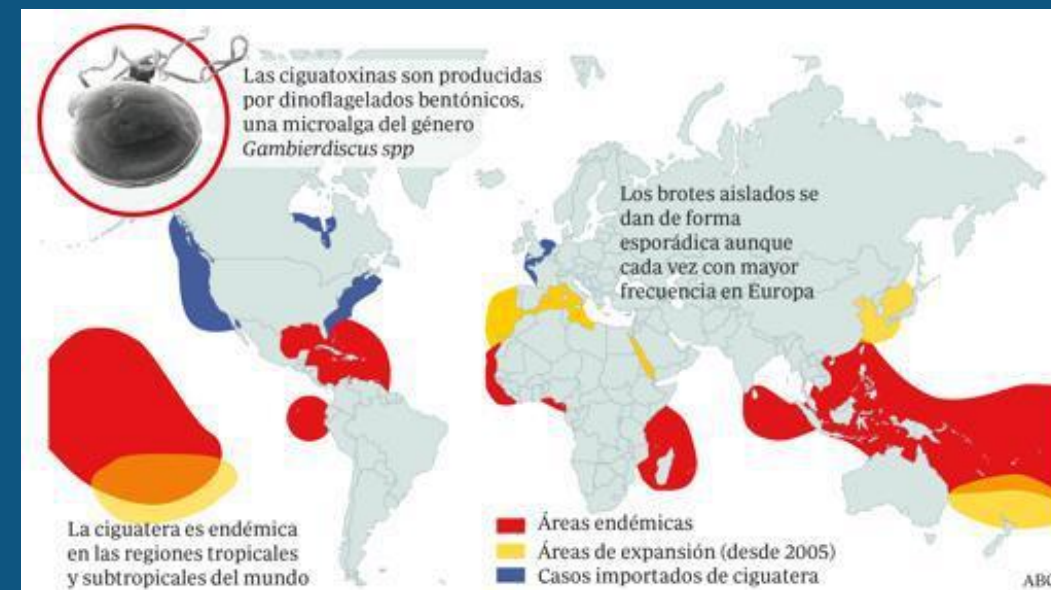 Las ciguatoxinas son producidas
por dinoflagelados bentónicos,
una microalga del género
Gambierdiscus spp
Los brotes aislados se
dan de forma
esporádica aunque
cada vez con mayor
frecuencia en Europa
La ciguatera es endémica
en las regiones tropicales
y subtropicales del mundo
Áreas endémicas
Áreas de expansión (desde 2005)
Casos importados de ciguatera
ABC